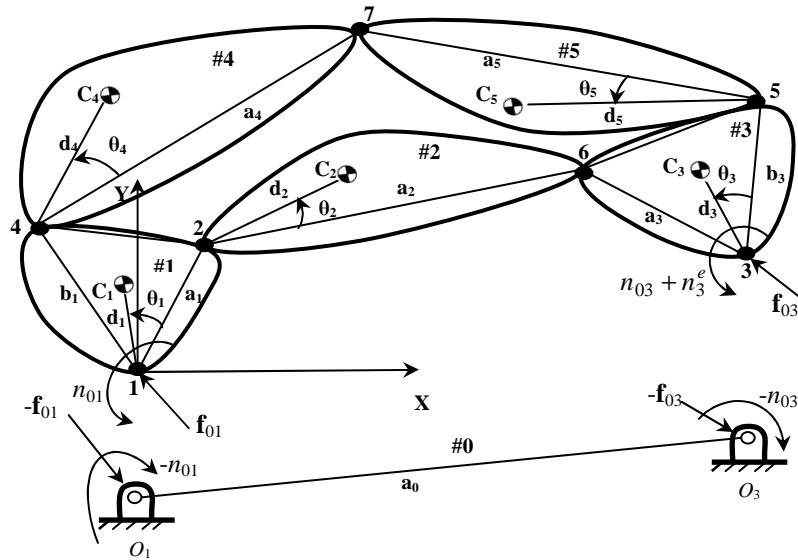 7
#4
#5
a₅
C₄
θ₅
5
C₅
d₅
a₄
#3
d₄
θ₄
#2
6
C₂
C₃
θ₃
b₃
Y
d₂
θ₂
a₂
4
2
a₃
d₃
#1
C₁
θ₁
a₁
b₁
d₁
3
n₀₃ + n₃ᵉ
f₀₃
1
n₀₁
X
f₀₁
-f₀₁
-f₀₃
-n₀₃
-n₀₁
#0
a₀
O₃
O₁